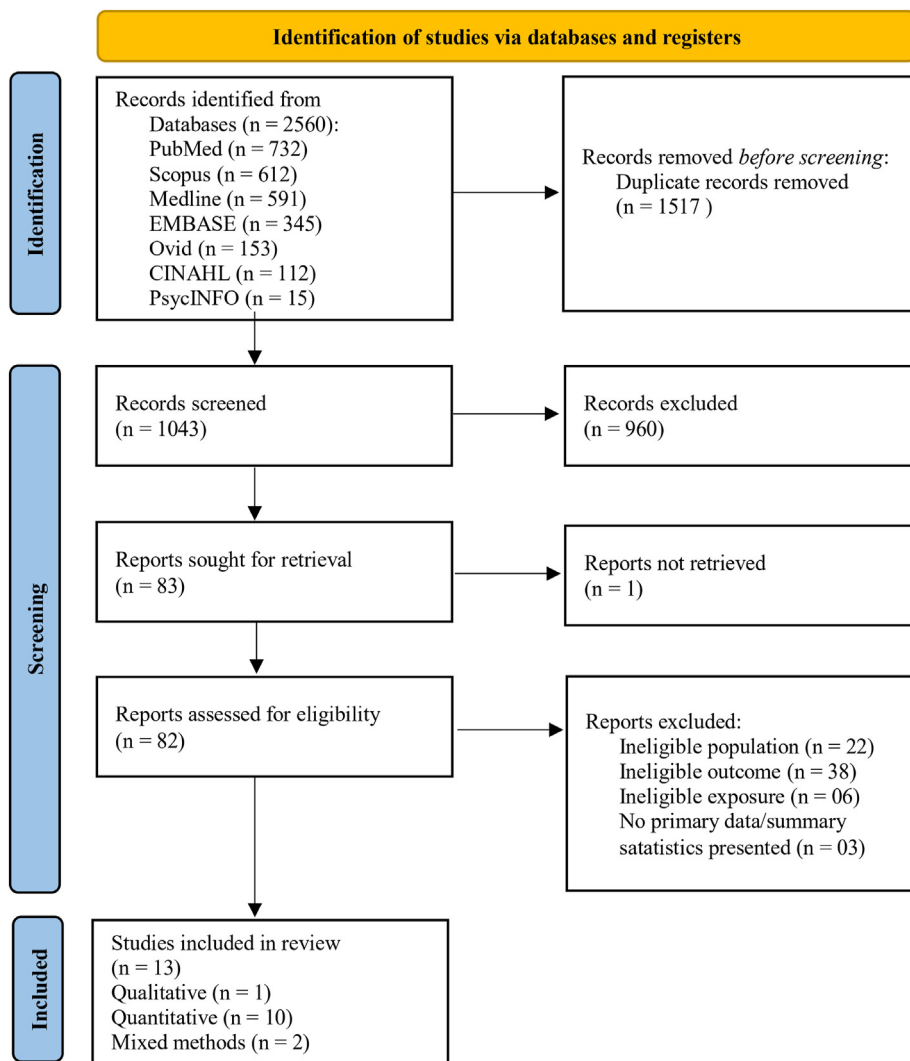 Identification of studies via databases and registers
Identification
Records identified from
Databases (n = 2560):
PubMed (n = 732)
Scopus (n = 612)
Medline (n = 591)
EMBASE (n = 345)
Ovid (n = 153)
CINAHL (n = 112)
PsycINFO (n = 15)
Records removed before screening:
Duplicate records removed
(n = 1517 )
Screening
Records screened
(n = 1043)
Records excluded
(n = 960)
Reports sought for retrieval
(n = 83)
Reports not retrieved
(n = 1)
Reports assessed for eligibility
(n = 82)
Reports excluded:
Ineligible population (n = 22)
Ineligible outcome (n = 38)
Ineligible exposure (n = 06)
No primary data/summary
satatistics presented (n = 03)
Included
Studies included in review
(n = 13)
Qualitative (n = 1)
Quantitative (n = 10)
Mixed methods (n = 2)